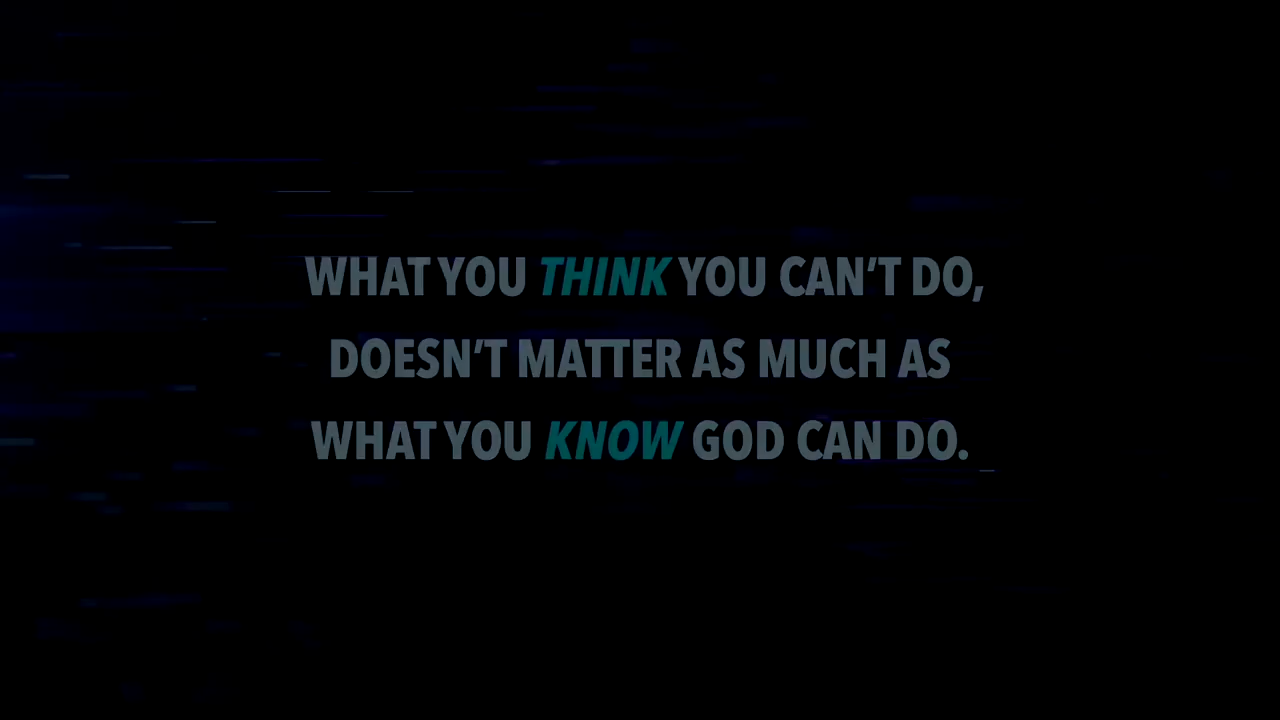 WHAT YOU THINK YOU CAN’T DO,
DOESN’T MATTER AS MUCH AS
WHAT YOU KNOW GOD CAN DO.